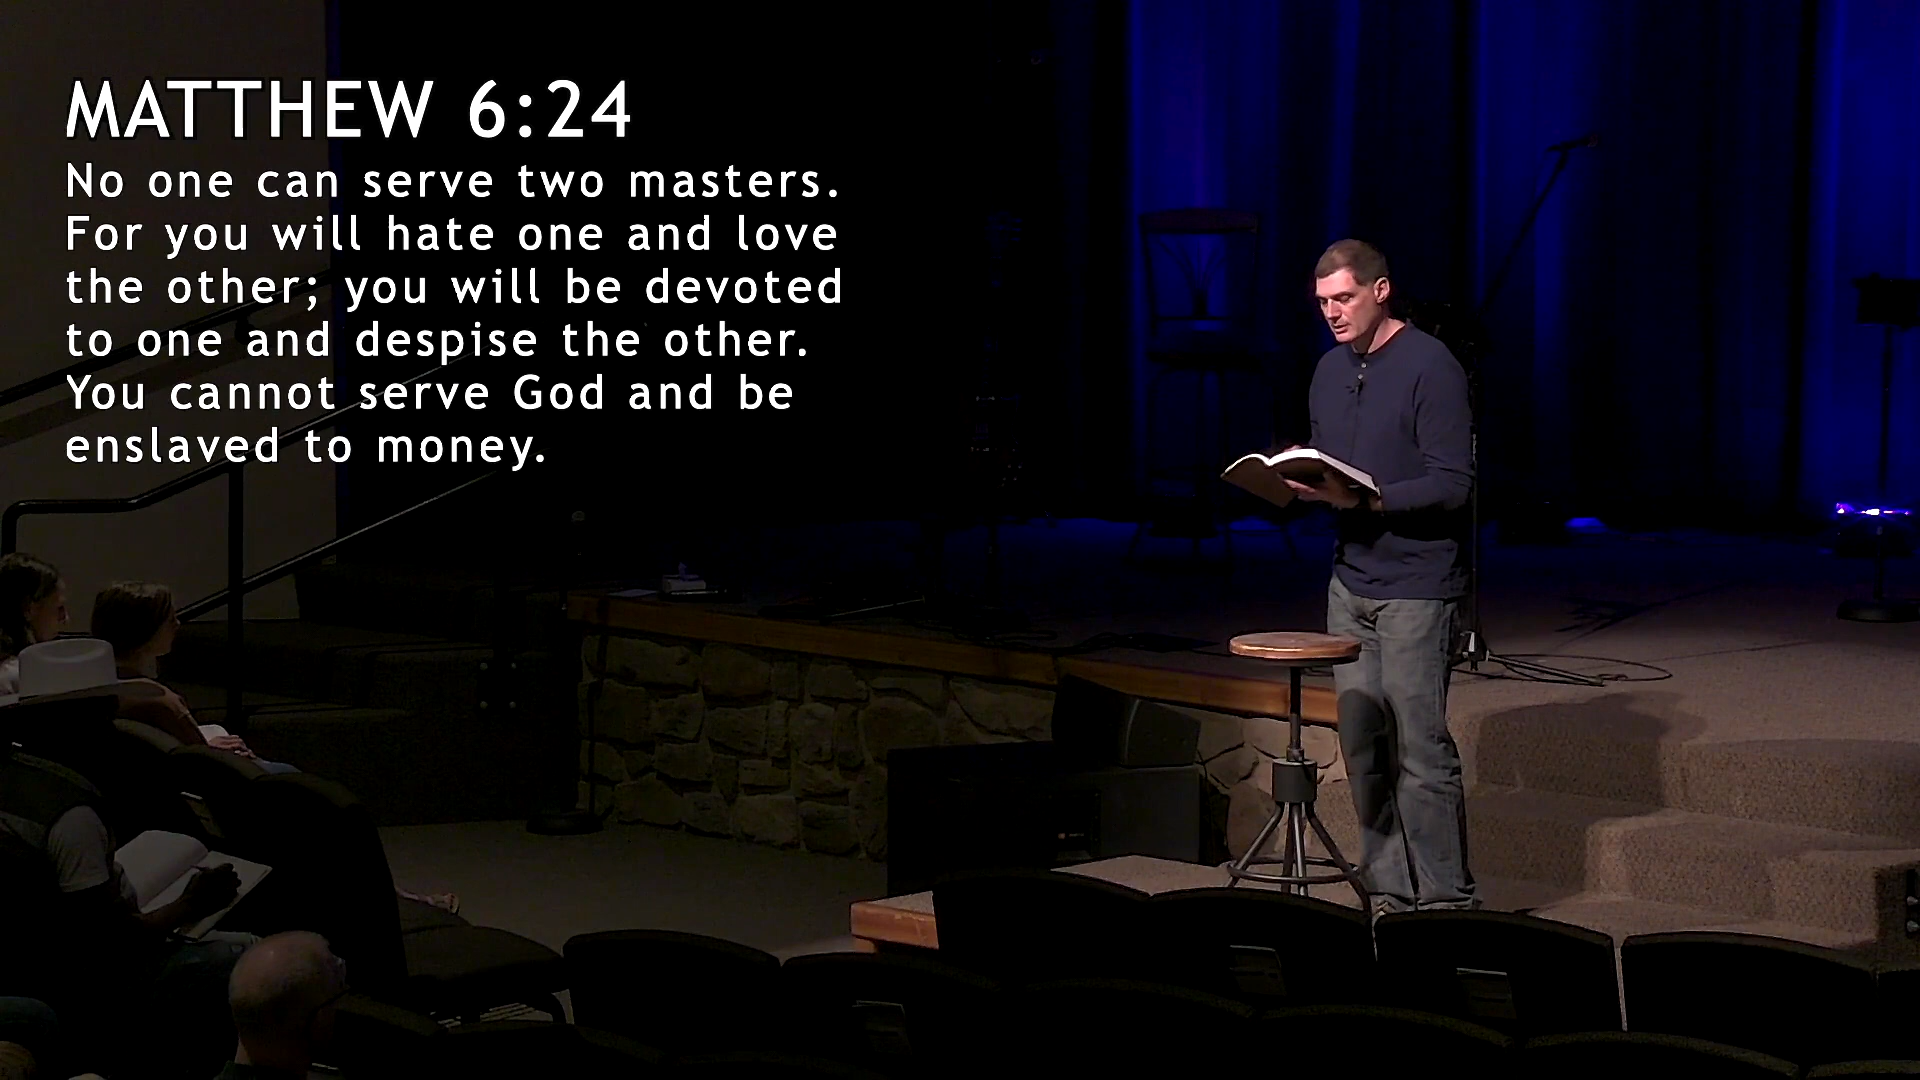 MATTHEW 6:24
No one can serve two masters.
For you will hate one and love
the other; you will be devoted
to one and despise the other.
You cannot serve God and be
enslaved to money.